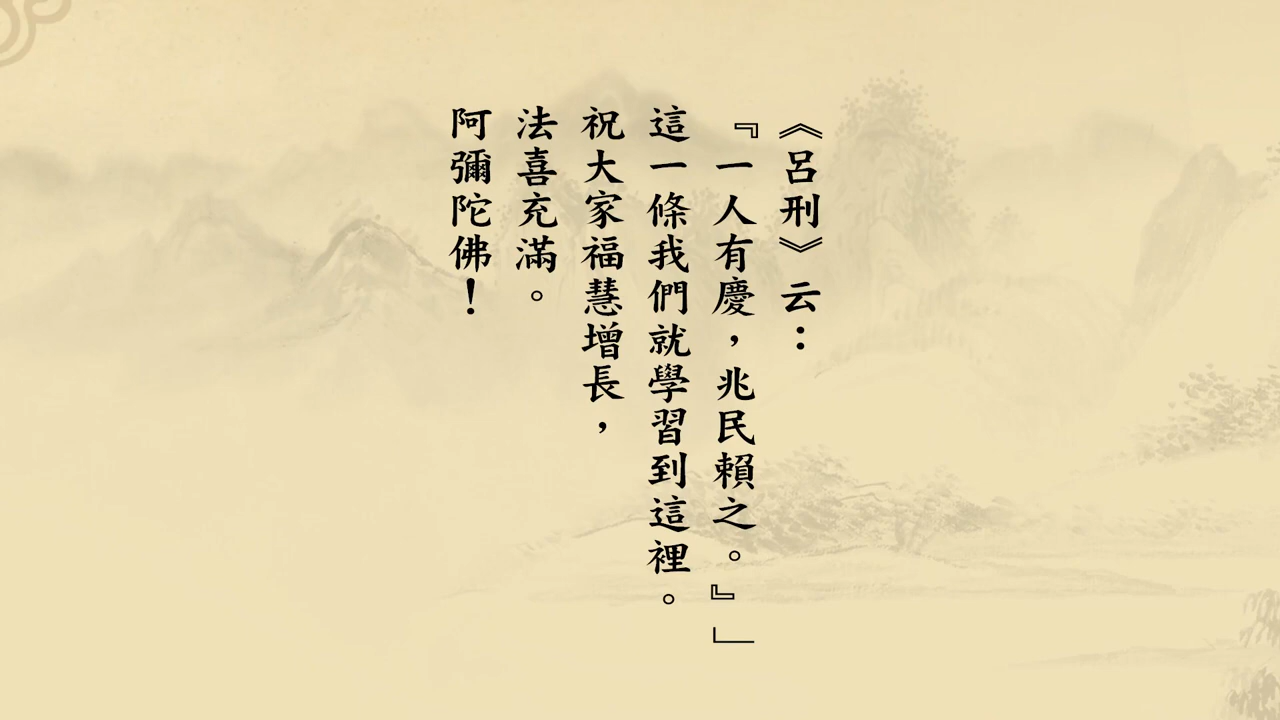 《呂刑》云：
『一人有慶，兆民賴之。』」
這一條我們就學習到這裡。
祝大家福慧增長，
法喜充滿。
阿彌陀佛！